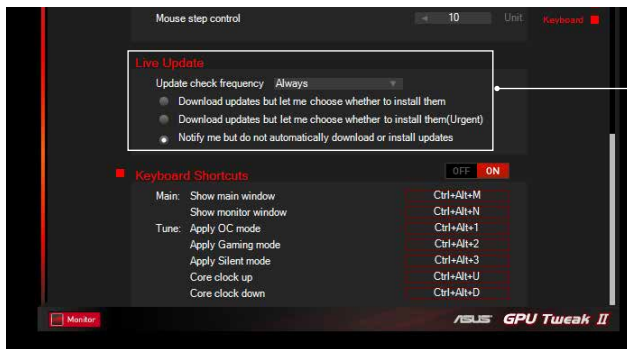 Mouse step control 10 Unit Keyboard
Live Update
Update check frequency Always
Download updates but let me choose whether to install them
Download updates but let me choose whether to install them(Urgent)
Notify me but do not automatically download or install updates
Keyboard Shortcuts OFF ON
Main: Show main window Ctrl+Alt+M
Show monitor window Ctrl+Alt+N
Tune: Apply OC mode Ctrl+Alt+1
Apply Gaming mode Ctrl+Alt+2
Apply Silent mode Ctrl+Alt+3
Core clock up Ctrl+Alt+U
Core clock down Ctrl+Alt+D
Monitor ASUS GPU Tweak II